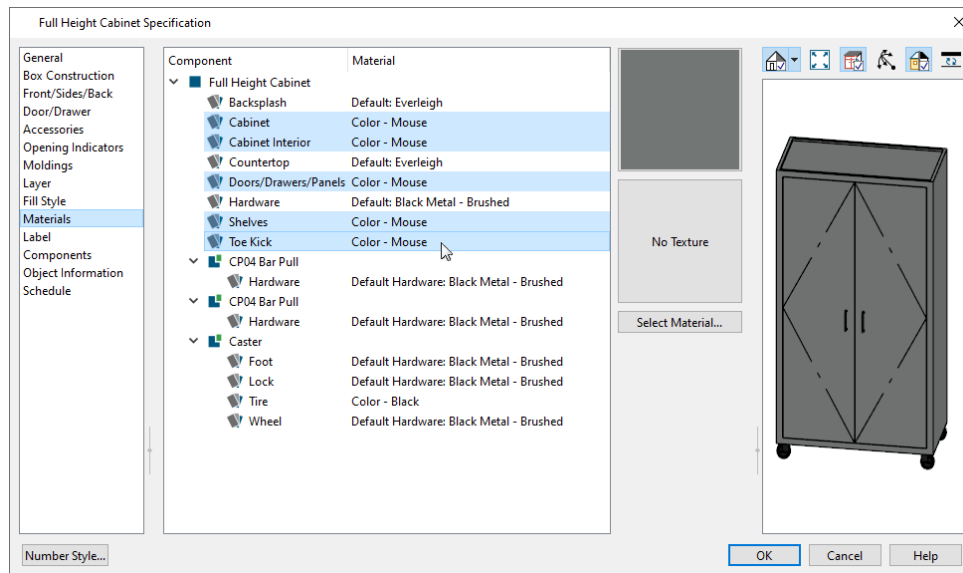 Full Height Cabinet Specification
General
Box Construction
Front/Sides/Back
Door/Drawer
Accessories
Opening Indicators
Moldings
Layer
Fill Style
Materials
Label
Components
Object Information
Schedule
Component Material
Full Height Cabinet
Backsplash Default: Everleigh
Cabinet Color - Mouse
Cabinet Interior Color - Mouse
Countertop Default: Everleigh
Doors/Drawers/Panels Color - Mouse
Hardware Default: Black Metal - Brushed
Shelves Color - Mouse
Toe Kick Color - Mouse
CP04 Bar Pull
Hardware Default Hardware: Black Metal - Brushed
CP04 Bar Pull
Hardware Default Hardware: Black Metal - Brushed
Caster
Foot Default Hardware: Black Metal - Brushed
Lock Default Hardware: Black Metal - Brushed
Tire Color - Black
Wheel Default Hardware: Black Metal - Brushed
No Texture
Select Material...
Number Style...
OK Cancel Help